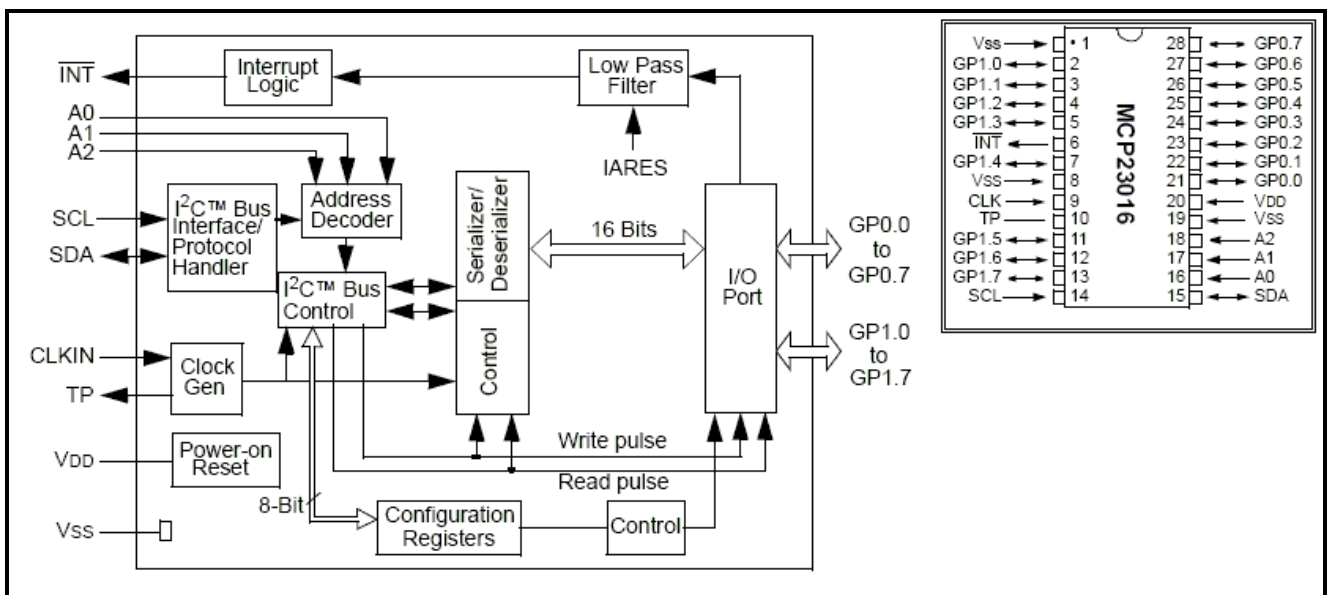 INT
A0
A1
A2
SCL
SDA
CLKIN
TP
VDD
VSS
Interrupt
Logic
Low Pass
Filter
IARES
I2C™ Bus
Interface/
Protocol
Handler
Address
Decoder
I2C™ Bus
Control
Serializer/
Deserializer
Control
16 Bits
I/O
Port
GP0.0
to
GP0.7
GP1.0
to
GP1.7
Clock
Gen
Power-on
Reset
Write pulse
Read pulse
8-Bit
Configuration
Registers
Control
MCP23016
Vss 1
GP1.0 2
GP1.1 3
GP1.2 4
GP1.3 5
INT 6
GP1.4 7
VSS 8
CLK 9
TP 10
GP1.5 11
GP1.6 12
GP1.7 13
SCL 14
28 GP0.7
27 GP0.6
26 GP0.5
25 GP0.4
24 GP0.3
23 GP0.2
22 GP0.1
21 GP0.0
20 VDD
19 VSS
18 A2
17 A1
16 A0
15 SDA